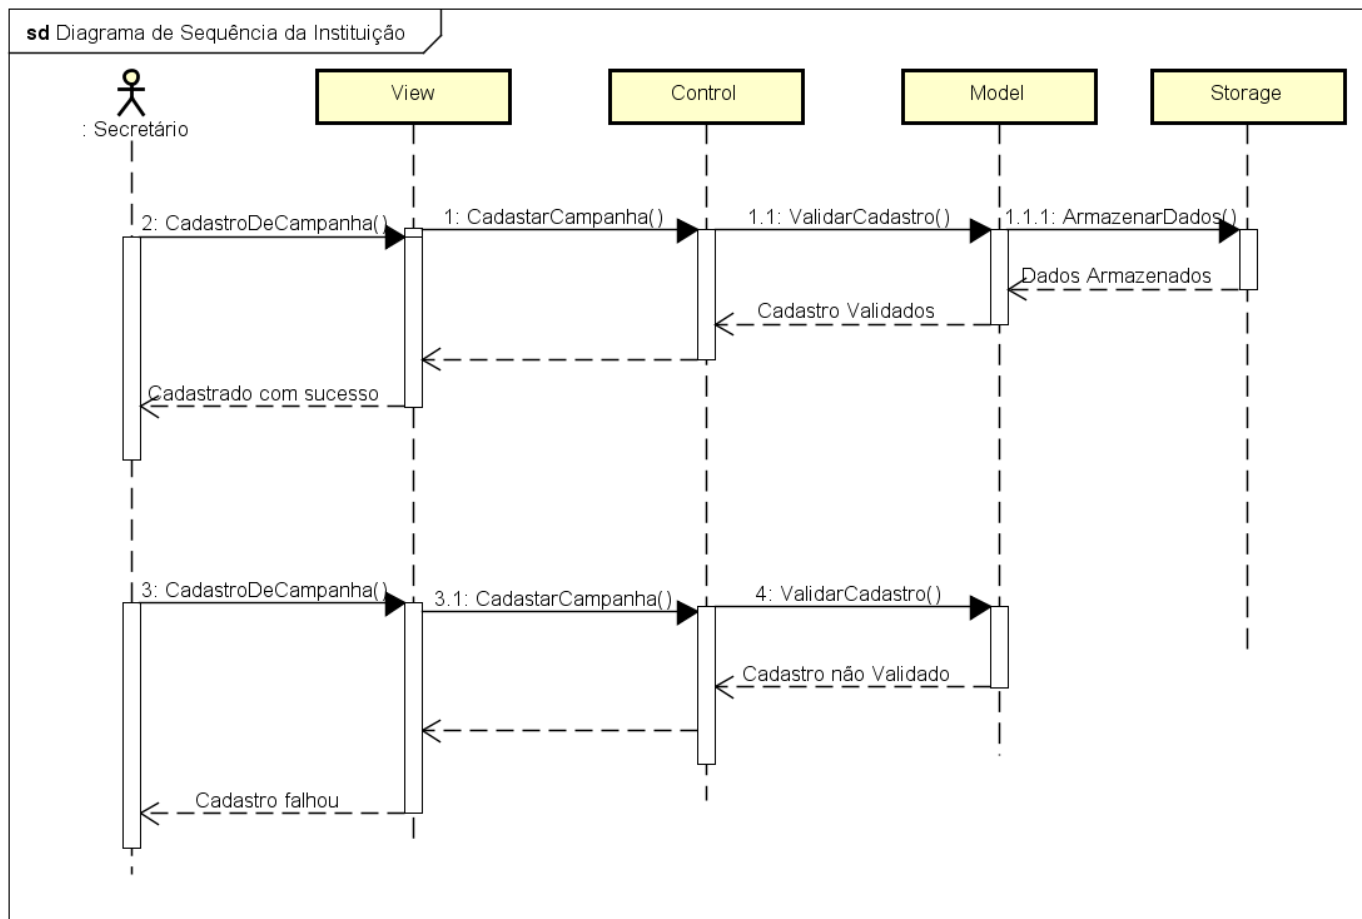 sd Diagrama de Sequência da Instituição
View
Control
Model
Storage
: Secretário
2: CadastroDeCampanha()
1: CadastarCampanha()
1.1: ValidarCadastro()
1.1.1: ArmazenarDados()
Dados Armazenados
Cadastro Validados
Cadastrado com sucesso
3: CadastroDeCampanha()
3.1: CadastarCampanha()
4: ValidarCadastro()
Cadastro não Validado
Cadastro falhou